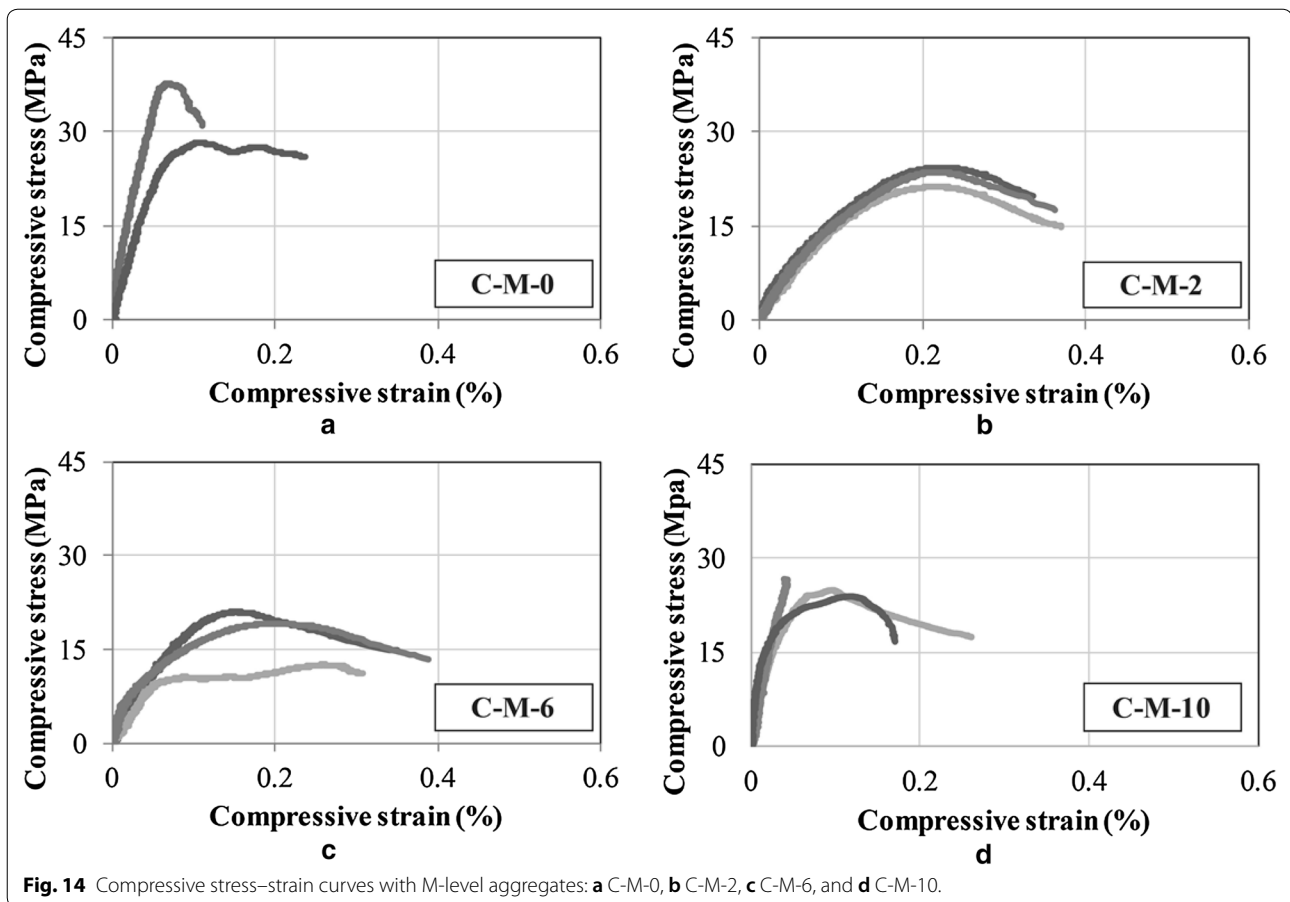 45
30
15
0
Compressive stress (MPa)
C-M-0
0 0.2 0.4 0.6
Compressive strain (%)
a
45
30
15
0
Compressive stress (MPa)
C-M-2
0 0.2 0.4 0.6
Compressive strain (%)
b
45
30
15
0
Compressive stress (MPa)
C-M-6
0 0.2 0.4 0.6
Compressive strain (%)
c
45
30
15
0
Compressive stress (Mpa)
C-M-10
0 0.2 0.4 0.6
Compressive strain (%)
d
Fig. 14 Compressive stress–strain curves with M-level aggregates: a C-M-0, b C-M-2, c C-M-6, and d C-M-10.